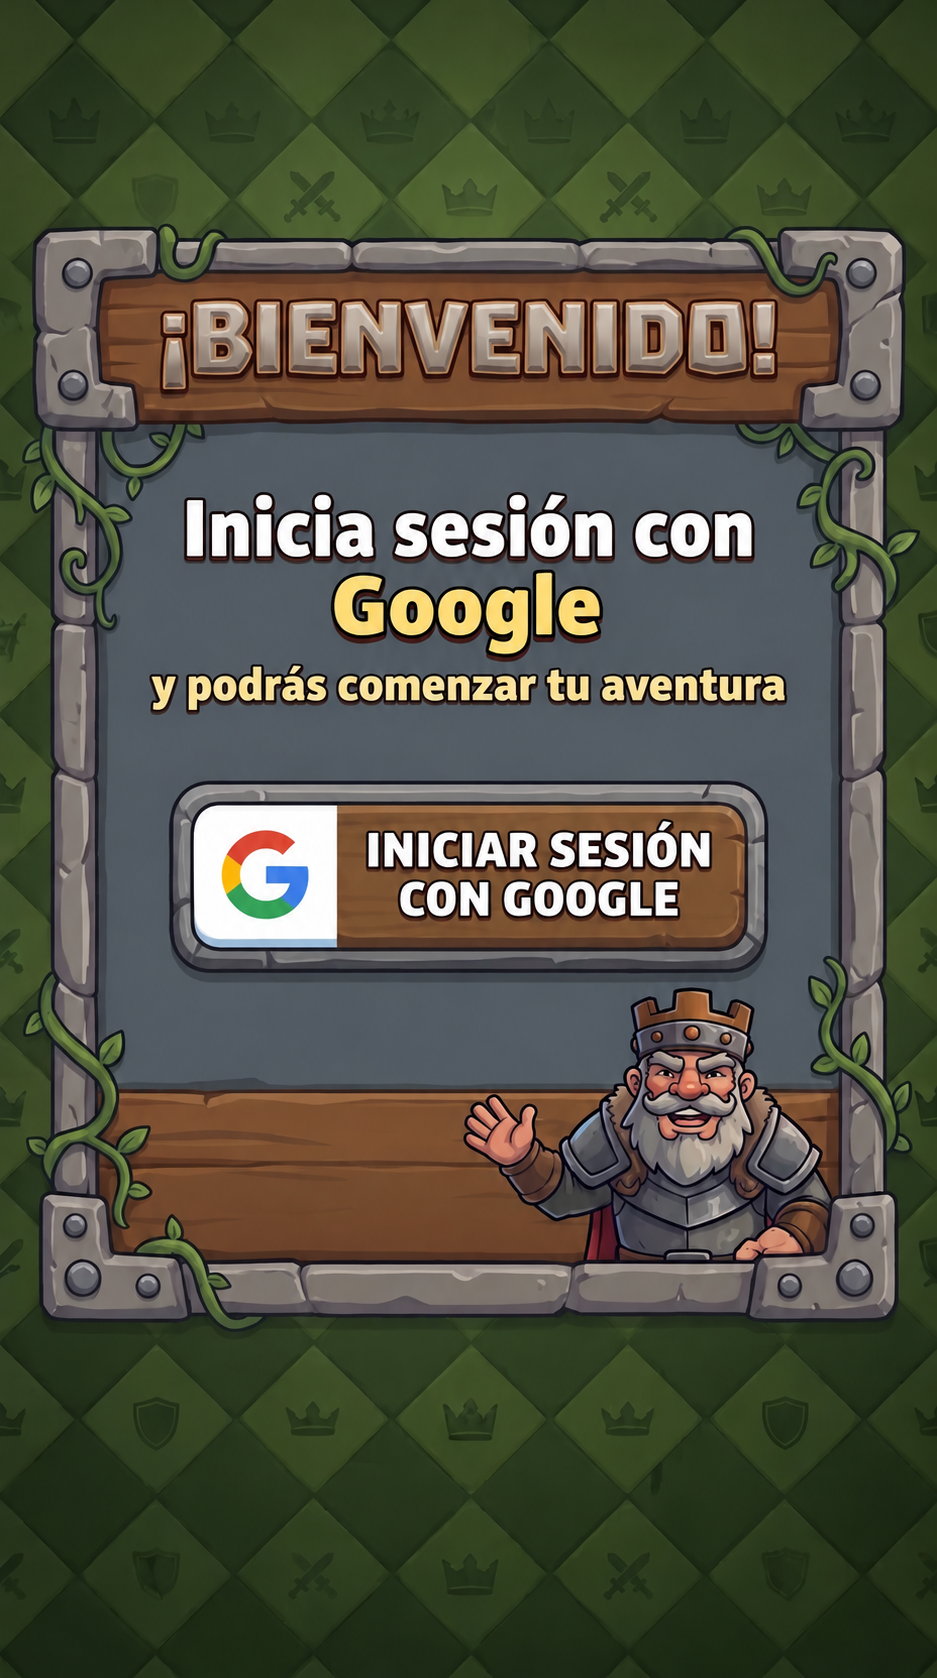 ¡BIENVENIDO!
Inicia sesión con
Google
y podrás comenzar tu aventura
INICIAR SESIÓN
CON GOOGLE